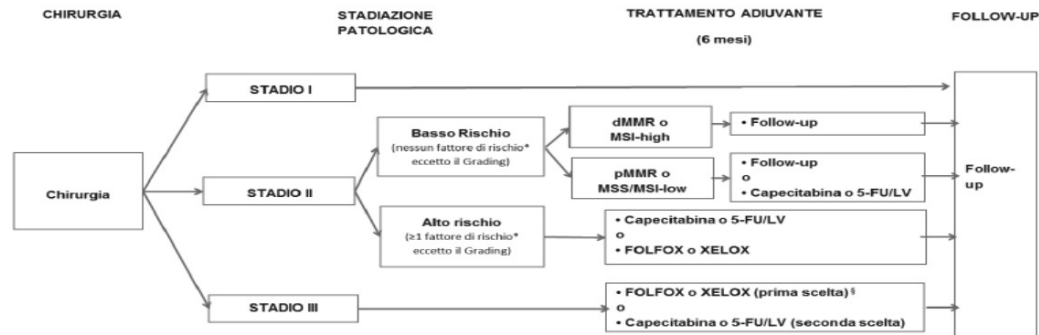 CHIRURGIA
STADIAZIONE
PATOLOGICA
TRATTAMENTO ADIUVANTE
(6 mesi)
FOLLOW-UP
Chirurgia
STADIO I
STADIO II
Basso Rischio
(nessun fattore di rischio*
eccetto il Grading)
dMMR o
MSI-high
• Follow-up
pMMR o
MSS/MSI-low
• Follow-up
o
• Capecitabina o 5-FU/LV
Alto rischio
(≥1 fattore di rischio*
eccetto il Grading)
• Capecitabina o 5-FU/LV
o
• FOLFOX o XELOX
STADIO III
• FOLFOX o XELOX (prima scelta)§
o
• Capecitabina o 5-FU/LV (seconda scelta)
Follow-
up